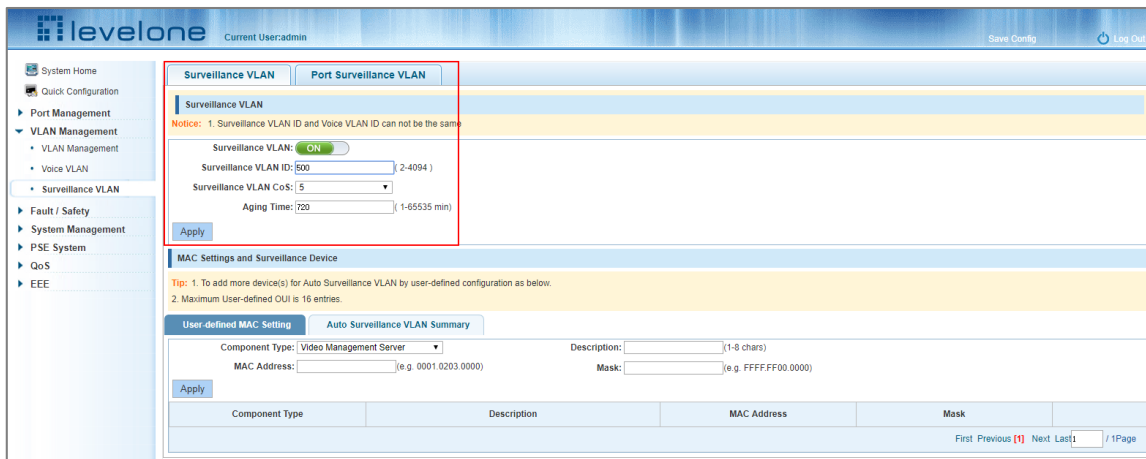 levelone Current User:admin Save Config Log Out
System Home
Quick Configuration
Port Management
VLAN Management
VLAN Management
Voice VLAN
Surveillance VLAN
Fault / Safety
System Management
PSE System
QoS
EEE
Surveillance VLAN Port Surveillance VLAN
Surveillance VLAN
Notice: 1. Surveillance VLAN ID and Voice VLAN ID can not be the same
Surveillance VLAN: ON
Surveillance VLAN ID: 500 ( 2-4094 )
Surveillance VLAN CoS: 5
Aging Time: 720 ( 1-65535 min)
Apply
MAC Settings and Surveillance Device
Tip: 1. To add more device(s) for Auto Surveillance VLAN by user-defined configuration as below.
2. Maximum User-defined OUI is 16 entries.
User-defined MAC Setting Auto Surveillance VLAN Summary
Component Type: Video Management Server Description: (1-8 chars)
MAC Address: (e.g. 0001.0203.0000) Mask: (e.g. FFFF.FF00.0000)
Apply
Component Type Description MAC Address Mask
First Previous [1] Next Last 1 / 1Page